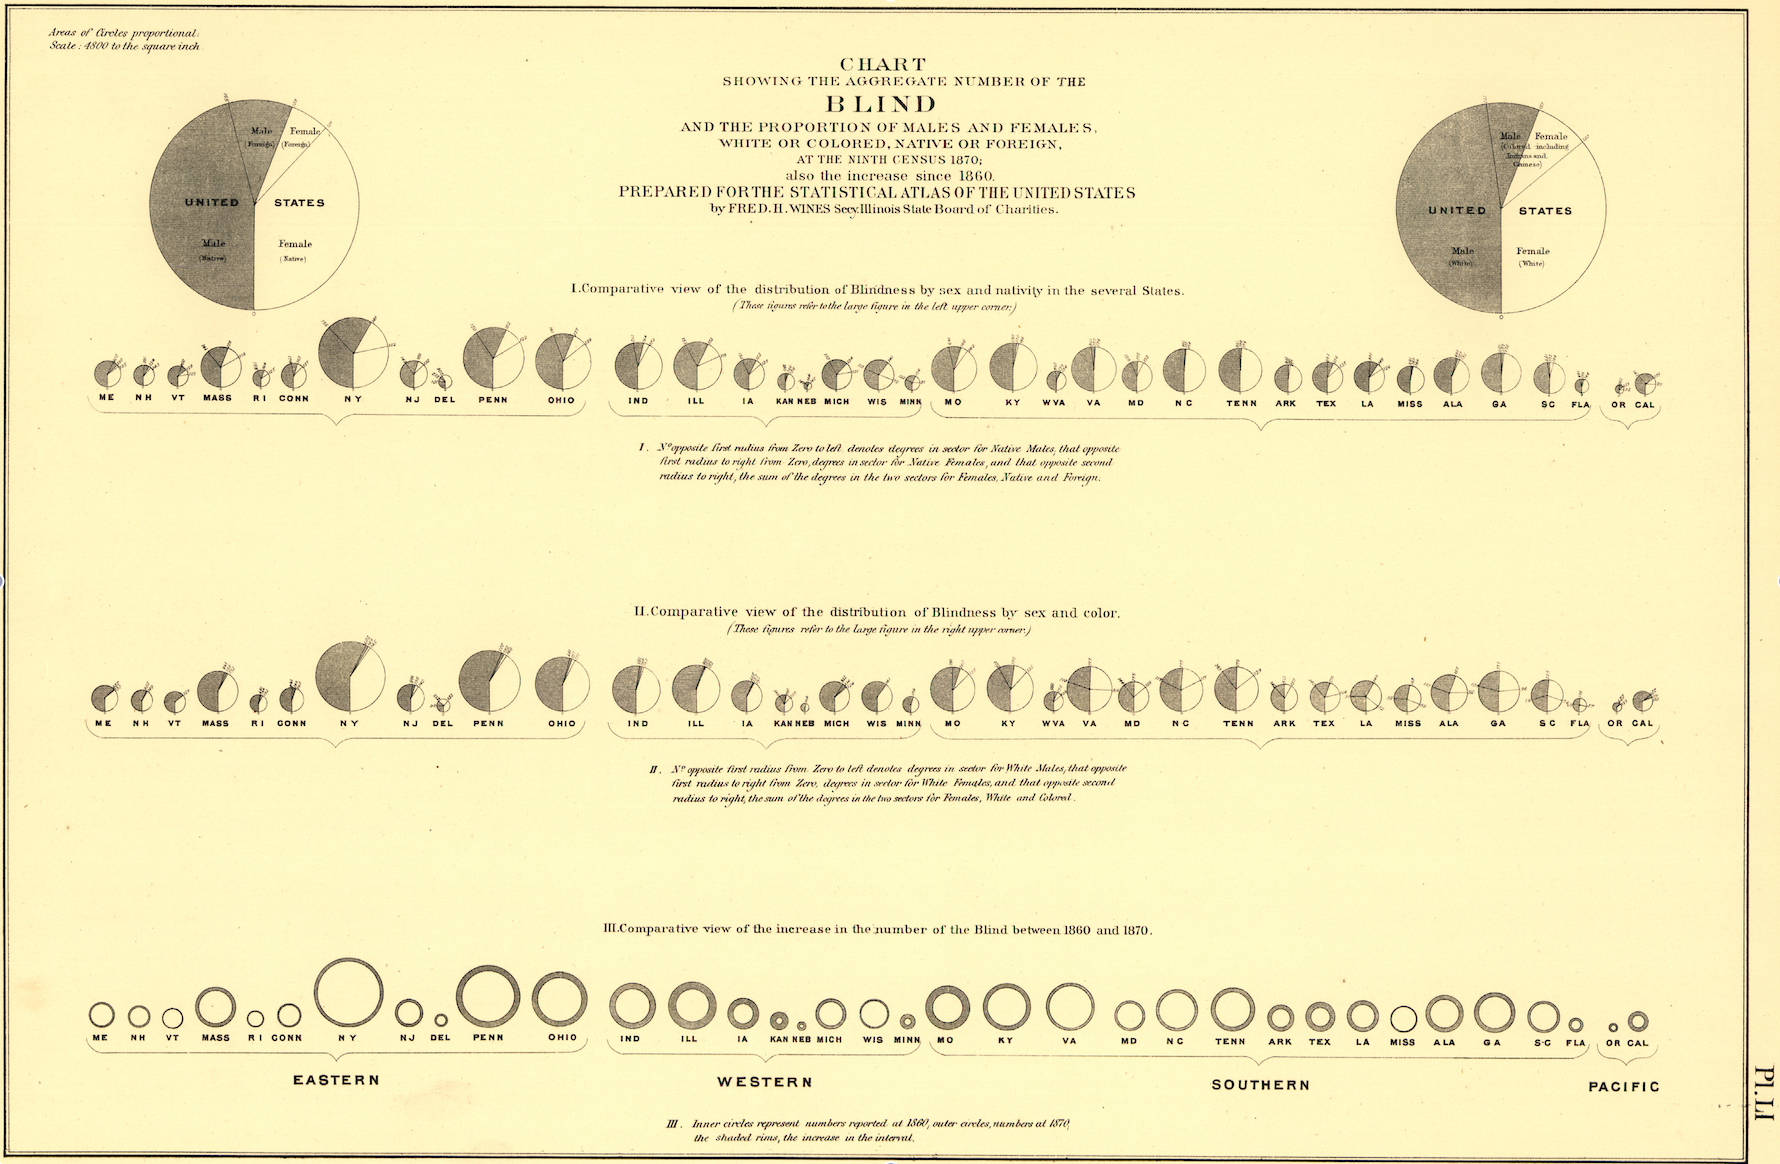 Areas of Circles proportional.
Scale: 4800 to the square inch
CHART
SHOWING THE AGGREGATE NUMBER OF THE
BLIND
AND THE PROPORTION OF MALES AND FEMALES,
WHITE OR COLORED, NATIVE OR FOREIGN,
AT THE NINTH CENSUS 1870;
also the increase since 1860.
PREPARED FOR THE STATISTICAL ATLAS OF THE UNITED STATES
by FRED. H. WINES Secy. Illinois State Board of Charities.
Male Female
(Foreign) (Foreign)
UNITED STATES
Male Female
(Native) (Native)
Male Female
(Colored including
Indians and
Chinese)
UNITED STATES
Male Female
(White) (White)
I. Comparative view of the distribution of Blindness by sex and nativity in the several States.
(These figures refer to the large figure in the left upper corner.)
ME NH VT MASS RI CONN NY NJ DEL PENN OHIO IND ILL IA KAN NEB MICH WIS MINN MO KY WVA VA MD NC TENN ARK TEX LA MISS ALA GA SC FLA OR CAL
I. No. opposite first radius from Zero to left denotes degrees in sector for Native Males, that opposite
first radius to right from Zero, degrees in sector for Native Females, and that opposite second
radius to right, the sum of the degrees in the two sectors for Females, Native and Foreign.
II. Comparative view of the distribution of Blindness by sex and color.
(These figures refer to the large figure in the right upper corner.)
ME NH VT MASS RI CONN NY NJ DEL PENN OHIO IND ILL IA KAN NEB MICH WIS MINN MO KY WVA VA MD NC TENN ARK TEX LA MISS ALA GA SC FLA OR CAL
II. No. opposite first radius from Zero to left denotes degrees in sector for White Males, that opposite
first radius to right from Zero, degrees in sector for White Females, and that opposite second
radius to right, the sum of the degrees in the two sectors for Females, White and Colored.
III. Comparative view of the increase in the number of the Blind between 1860 and 1870.
ME NH VT MASS RI CONN NY NJ DEL PENN OHIO IND ILL IA KAN NEB MICH WIS MINN MO KY VA MD NC TENN ARK TEX LA MISS ALA GA S·C FLA OR CAL
EASTERN WESTERN SOUTHERN PACIFIC
III. Inner circles represent numbers reported at 1860, outer circles, numbers at 1870,
the shaded rims, the increase in the interval.
Pl. LI